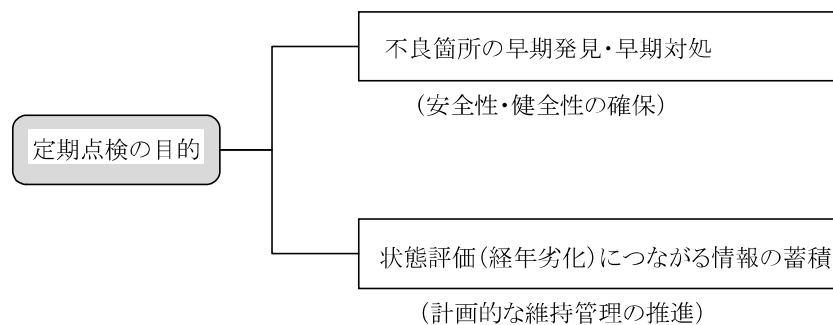 不良箇所の早期発見・早期対処
(安全性・健全性の確保)
定期点検の目的
状態評価(経年劣化)につながる情報の蓄積
(計画的な維持管理の推進)